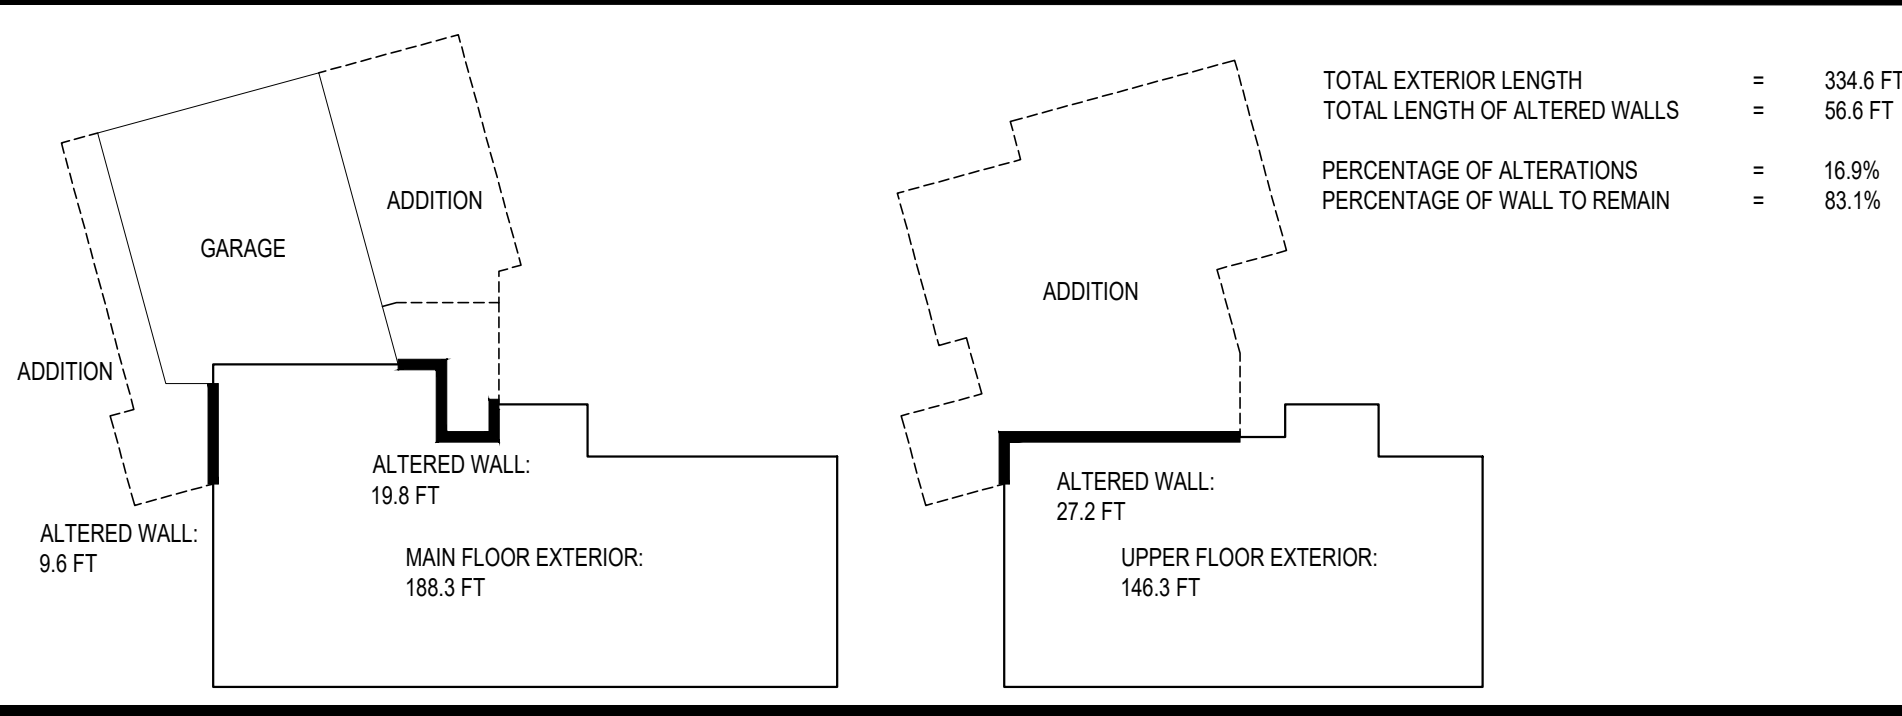 TOTAL EXTERIOR LENGTH = 334.6 FT
TOTAL LENGTH OF ALTERED WALLS = 56.6 FT
PERCENTAGE OF ALTERATIONS = 16.9%
PERCENTAGE OF WALL TO REMAIN = 83.1%
ADDITION
GARAGE
ADDITION
ALTERED WALL:
19.8 FT
ALTERED WALL:
9.6 FT
MAIN FLOOR EXTERIOR:
188.3 FT
ADDITION
ALTERED WALL:
27.2 FT
UPPER FLOOR EXTERIOR:
146.3 FT